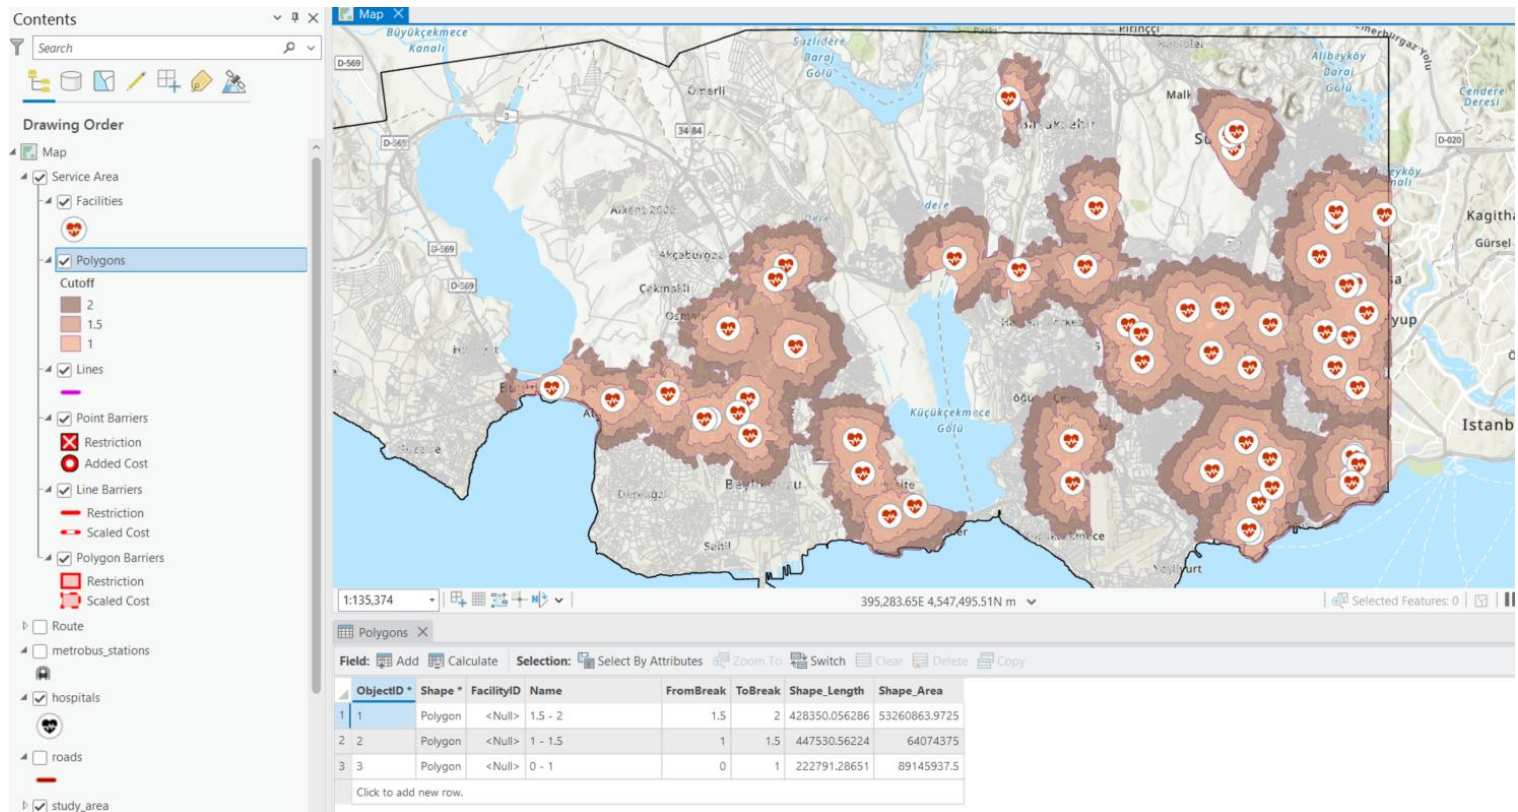 Contents
Map
Search
Drawing Order
Map
Service Area
Facilities
Polygons
Cutoff
2
1.5
1
Lines
Point Barriers
Restriction
Added Cost
Line Barriers
Restriction
Scaled Cost
Polygon Barriers
Restriction
Scaled Cost
Route
metrobus_stations
hospitals
roads
study_area
Büyükçekmece
Kanalı
D-569
Sazlıdere
Baraj
Gölü
Pirinççi
Alibeyköy
Baraj
Gölü
Cendere
Deresi
3
34-84
D-569
D-020
Kagitha
Gürsel
D-569
D-569
Çakmaklı
yup
Küçükçekmece
Gölü
Istanb
1:135,374
395,283.65E 4,547,495.51N m
Selected Features: 0
Polygons
Field: Add Calculate Selection: Select By Attributes Zoom To Switch Clear Delete Copy
ObjectID * Shape * FacilityID Name FromBreak ToBreak Shape_Length Shape_Area
1 1 Polygon <Null> 1.5 - 2 1.5 2 428350.056286 53260863.9725
2 2 Polygon <Null> 1 - 1.5 1 1.5 447530.56224 64074375
3 3 Polygon <Null> 0 - 1 0 1 222791.28651 89145937.5
Click to add new row.